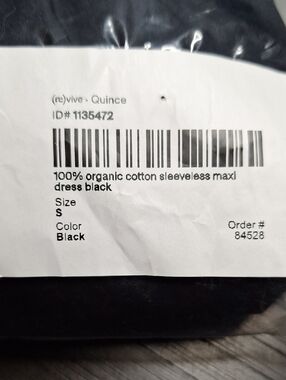 (re)vive - Quince
ID# 1135472
100% organic cotton sleeveless maxi
dress black
Size
S
Color
Black
Order #
84528